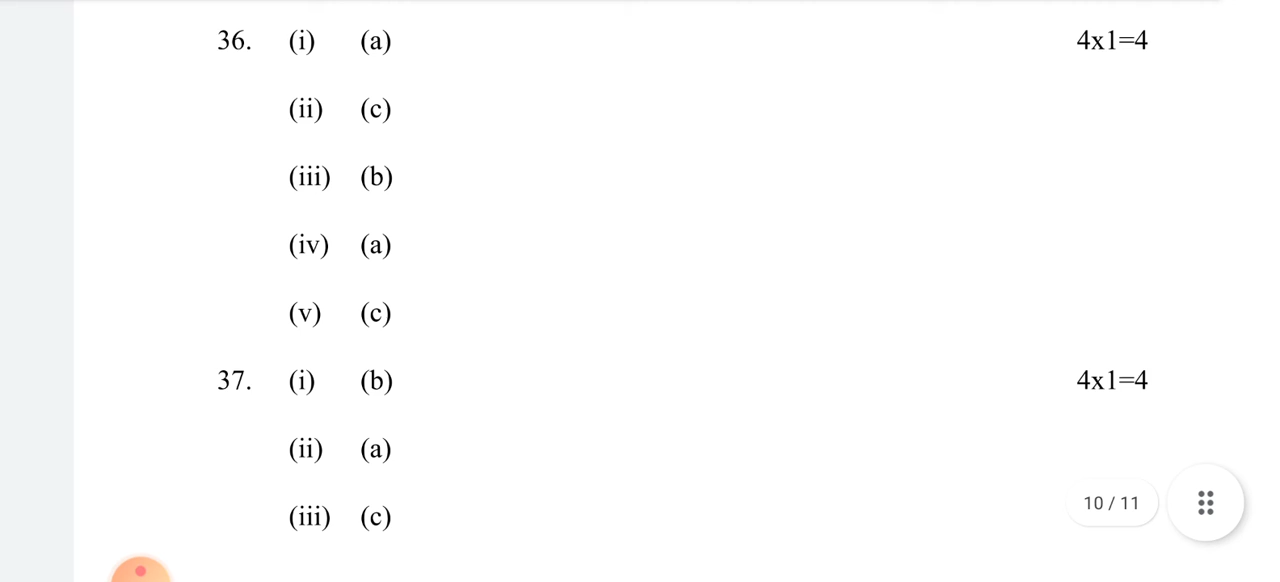 36. (i) (a) 4x1=4
(ii) (c)
(iii) (b)
(iv) (a)
(v) (c)
37. (i) (b) 4x1=4
(ii) (a)
10 / 11
(iii) (c)